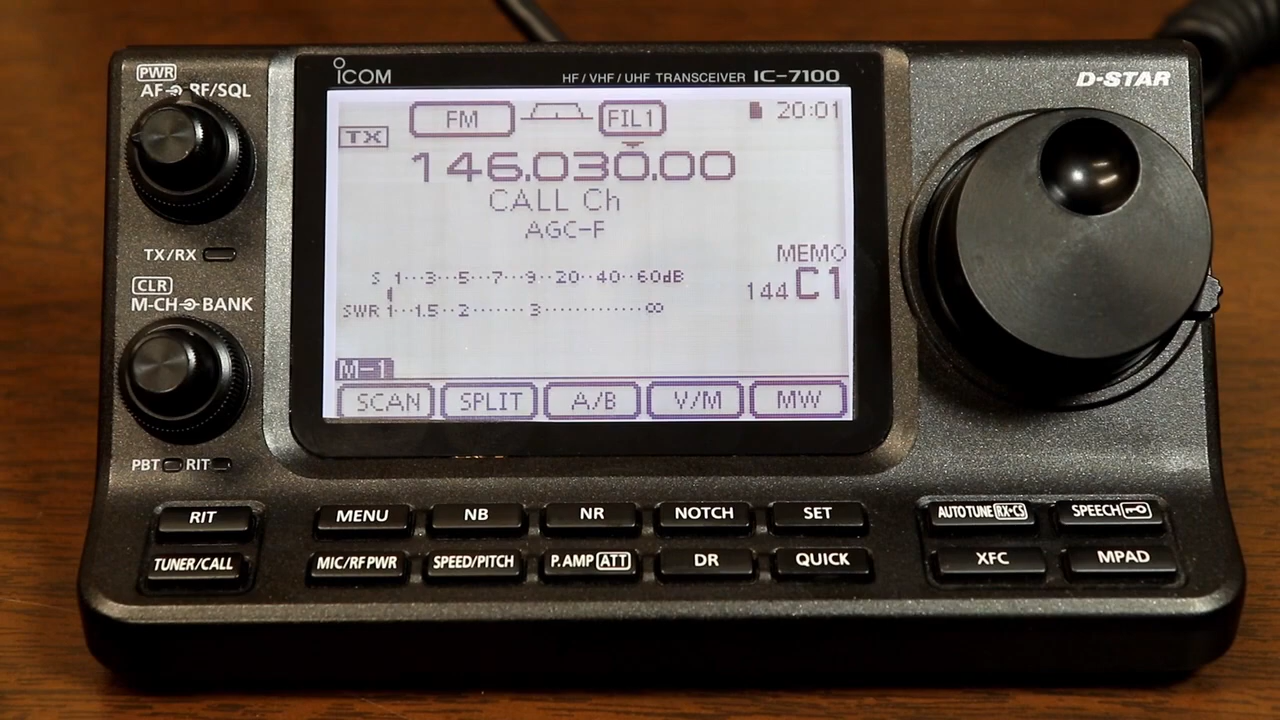 PWR
AF RF/SQL
ICOM
HF/VHF/UHF TRANSCEIVER IC-7100
D-STAR
FM
FIL1
20:01
TX
146.030.00
CALL Ch
AGC-F
TX/RX
MEMO
144 C1
S 1···3···5···7···9···20···40···60dB
SWR 1···1.5···2·······3············∞
CLR
M-CH BANK
M-1
SCAN SPLIT A/B V/M MW
PBT RIT
RIT MENU NB NR NOTCH SET AUTOTUNE RX→CS SPEECH
TUNER/CALL MIC/RF PWR SPEED/PITCH P.AMP ATT DR QUICK XFC MPAD